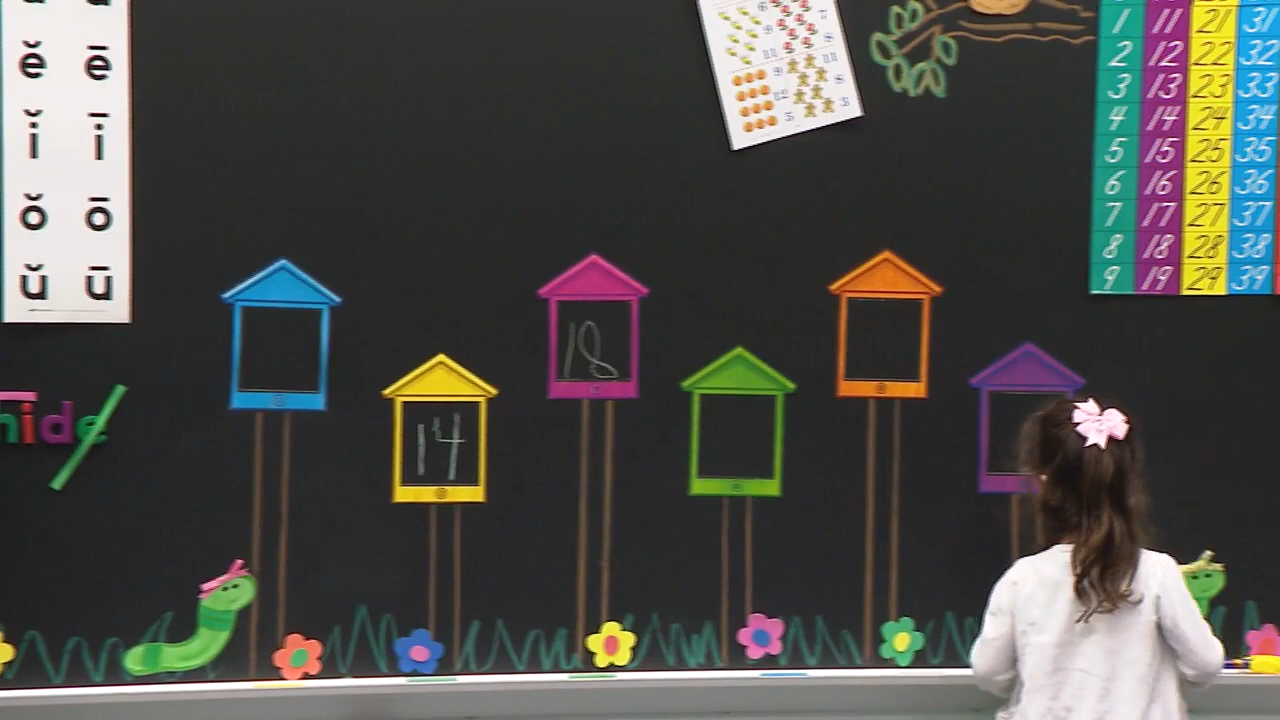 ĕ ē
ĭ ī
ŏ ō
ŭ ū
hīde
14
18
1 11 21 31
2 12 22 32
3 13 23 33
4 14 24 34
5 15 25 35
6 16 26 36
7 17 27 37
8 18 28 38
9 19 29 39